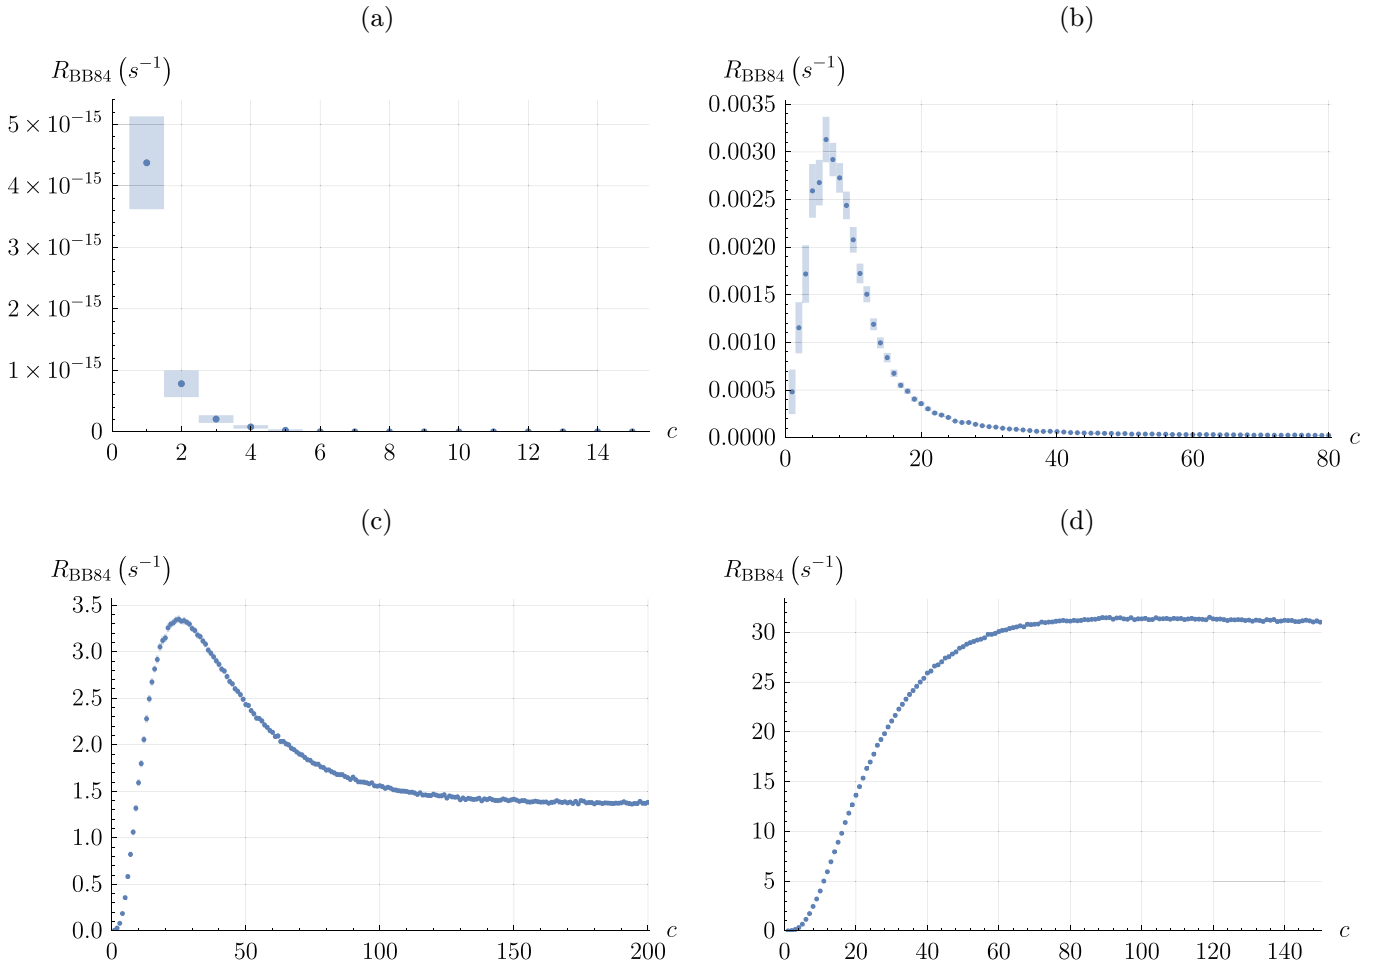 (a)
R_BB84 (s^−1)
5 × 10^−15
4 × 10^−15
3 × 10^−15
2 × 10^−15
1 × 10^−15
0
0 2 4 6 8 10 12 14 c
(b)
R_BB84 (s^−1)
0.0035
0.0030
0.0025
0.0020
0.0015
0.0010
0.0005
0.0000
0 20 40 60 80 c
(c)
R_BB84 (s^−1)
3.5
3.0
2.5
2.0
1.5
1.0
0.5
0.0
0 50 100 150 200 c
(d)
R_BB84 (s^−1)
30
25
20
15
10
5
0
0 20 40 60 80 100 120 140 c